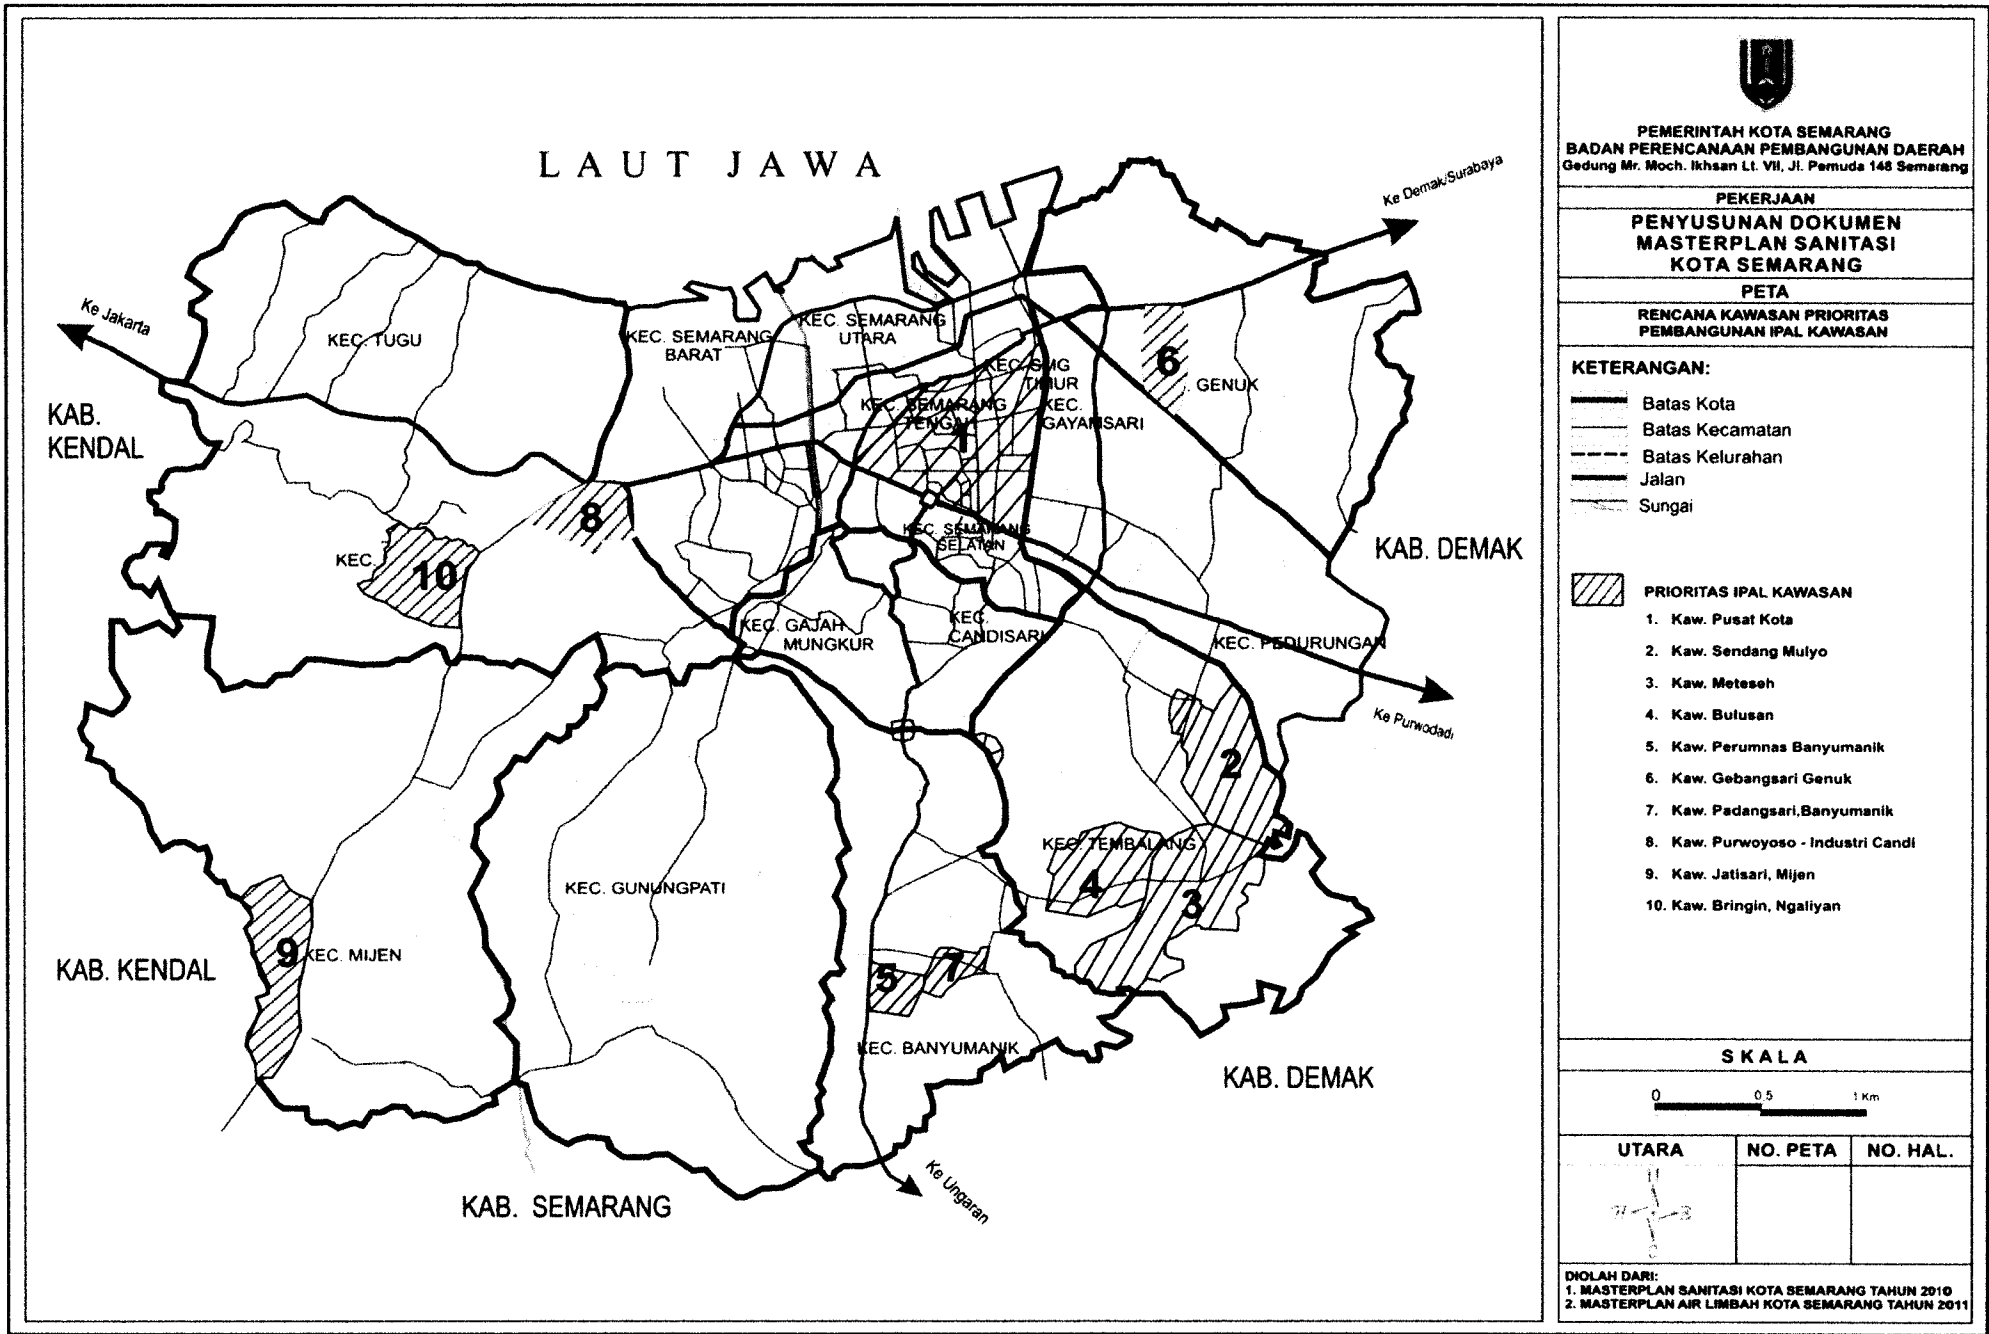 LAUT JAWA
Ke Demak/Surabaya
Ke Jakarta
KEC. TUGU
KEC. SEMARANG
BARAT
KEC. SEMARANG
UTARA
KEC. SMG
TIMUR
KEC. SEMARANG
TENGAH
KEC.
GAYAMSARI
6
GENUK
KAB.
KENDAL
1
8
KEC. SEMARANG
SELATAN
KAB. DEMAK
KEC.
10
KEC. GAJAH
MUNGKUR
KEC.
CANDISARI
KEC. PEDURUNGAN
Ke Purwodadi
2
KEC. TEMBALANG
4
3
KEC. GUNUNGPATI
9
KEC. MIJEN
KAB. KENDAL
5
7
KEC. BANYUMANIK
KAB. DEMAK
Ke Ungaran
KAB. SEMARANG
PEMERINTAH KOTA SEMARANG
BADAN PERENCANAAN PEMBANGUNAN DAERAH
Gedung Mr. Moch. Ikhsan Lt. VII, Jl. Pemuda 148 Semarang
PEKERJAAN
PENYUSUNAN DOKUMEN
MASTERPLAN SANITASI
KOTA SEMARANG
PETA
RENCANA KAWASAN PRIORITAS
PEMBANGUNAN IPAL KAWASAN
KETERANGAN:
Batas Kota
Batas Kecamatan
Batas Kelurahan
Jalan
Sungai
PRIORITAS IPAL KAWASAN
1. Kaw. Pusat Kota
2. Kaw. Sendang Mulyo
3. Kaw. Meteseh
4. Kaw. Bulusan
5. Kaw. Perumnas Banyumanik
6. Kaw. Gebangsari Genuk
7. Kaw. Padangsari,Banyumanik
8. Kaw. Purwoyoso - Industri Candi
9. Kaw. Jatisari, Mijen
10. Kaw. Bringin, Ngaliyan
SKALA
0 0.5 1 Km
UTARA NO. PETA NO. HAL.
DIOLAH DARI:
1. MASTERPLAN SANITASI KOTA SEMARANG TAHUN 2010
2. MASTERPLAN AIR LIMBAH KOTA SEMARANG TAHUN 2011